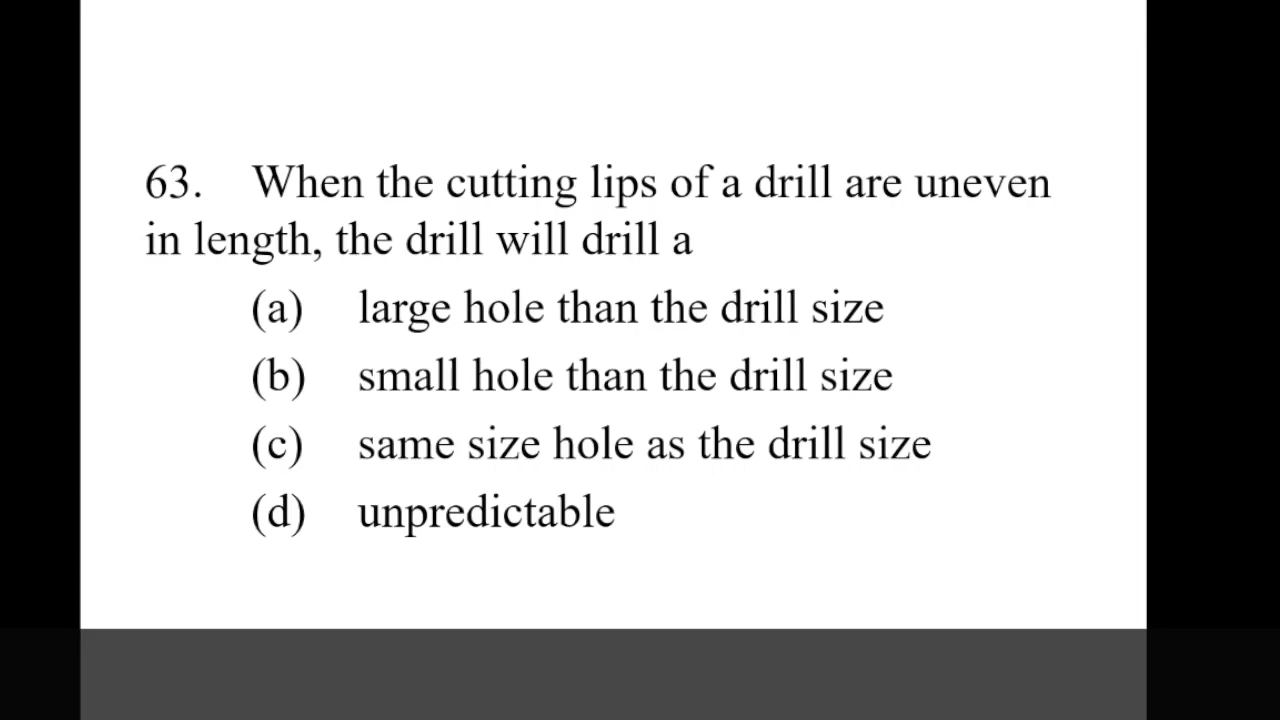 63. When the cutting lips of a drill are uneven
in length, the drill will drill a
(a) large hole than the drill size
(b) small hole than the drill size
(c) same size hole as the drill size
(d) unpredictable